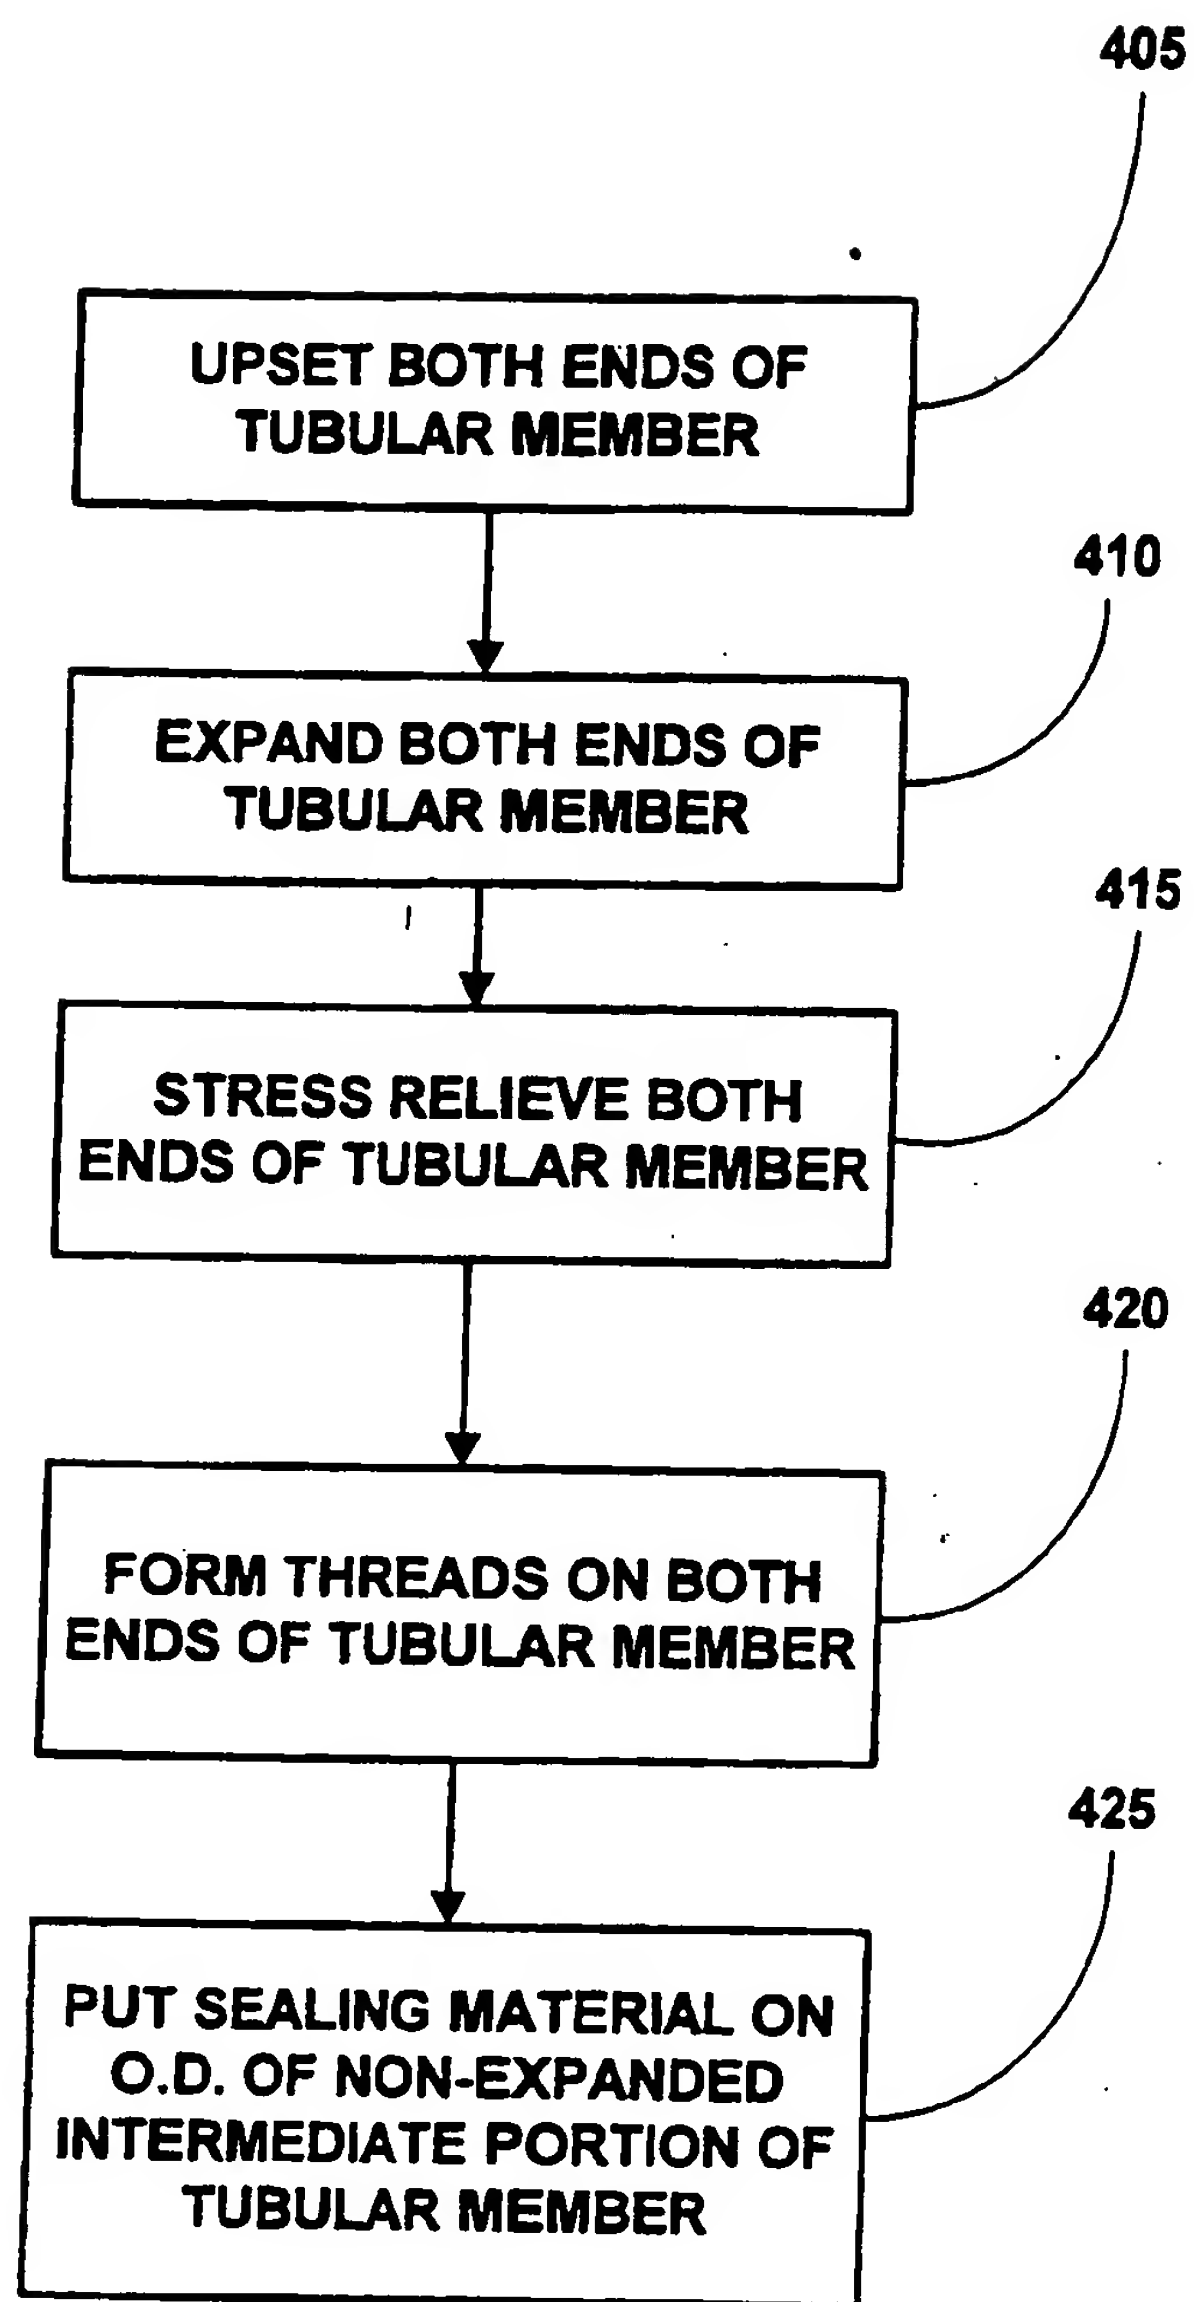 405
UPSET BOTH ENDS OF
TUBULAR MEMBER
410
EXPAND BOTH ENDS OF
TUBULAR MEMBER
415
STRESS RELIEVE BOTH
ENDS OF TUBULAR MEMBER
420
FORM THREADS ON BOTH
ENDS OF TUBULAR MEMBER
425
PUT SEALING MATERIAL ON
O.D. OF NON-EXPANDED
INTERMEDIATE PORTION OF
TUBULAR MEMBER